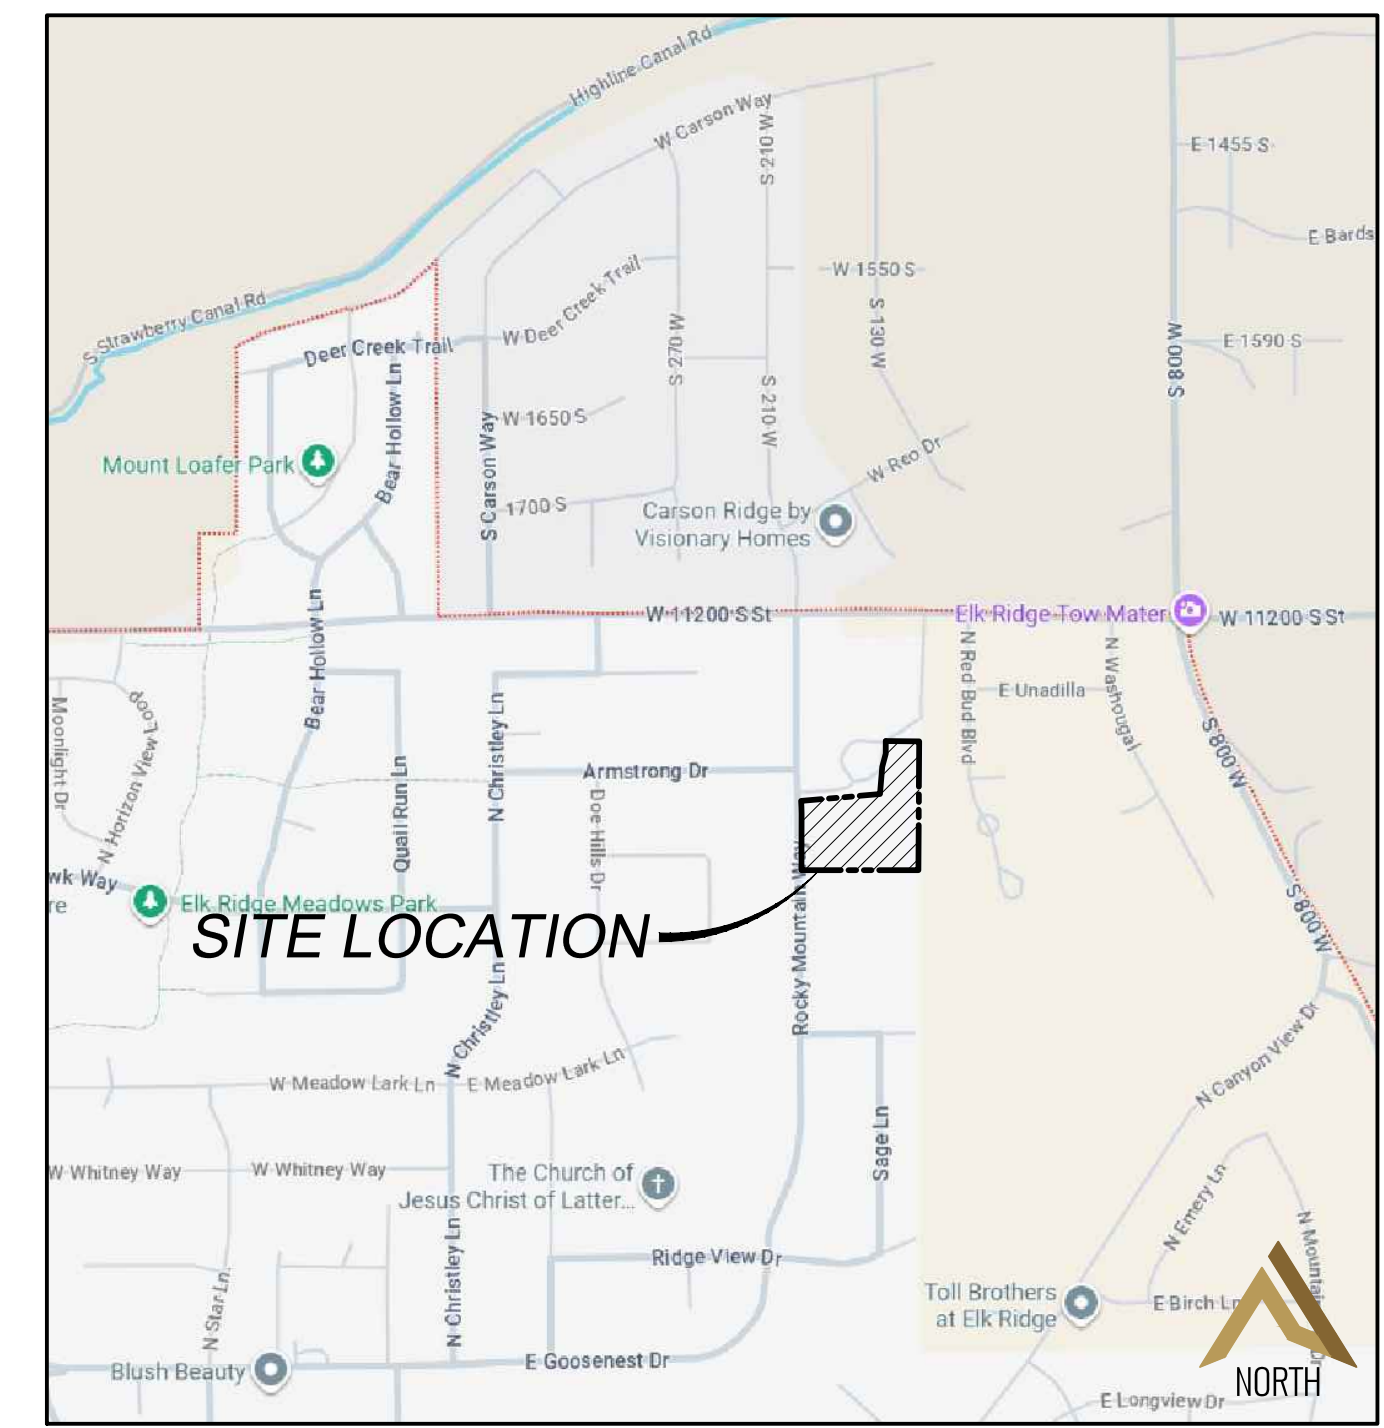 Highline Canal Rd
W Carson Way
S 210 W
E 1455 S
E Bards
W 1550 S
S Strawberry Canal Rd
W Deer Creek Trail
Deer Creek Trail
S 270 W
S 130 W
S 800 W
E 1590 S
Bear Hollow Ln
S 210 W
W 1650 S
S Carson Way
W Reo Dr
Mount Loafer Park
1700 S
Carson Ridge by
Visionary Homes
W 11200 S St
Elk Ridge Tow Mater
W 11200 S St
Bear Hollow Ln
N Red Bud Blvd
N Washougal
E Unadilla
Moonlight Dr
N Horizon View Loop
N Christley Ln
S 800 W
Armstrong Dr
Quail Run Ln
Doe Hills Dr
wk Way
re
Elk Ridge Meadows Park
SITE LOCATION
Rocky Mountain Way
S 800 W
N Christley Ln
W Meadow Lark Ln
E Meadow Lark Ln
N Canyon View Dr
Sage Ln
W Whitney Way
W Whitney Way
The Church of
Jesus Christ of Latter...
N Emery Ln
N Christley Ln
Ridge View Dr
N Mountain Dr
N Star Ln
Toll Brothers
at Elk Ridge
E Birch Ln
Blush Beauty
E Goosenest Dr
NORTH
E Longview Dr